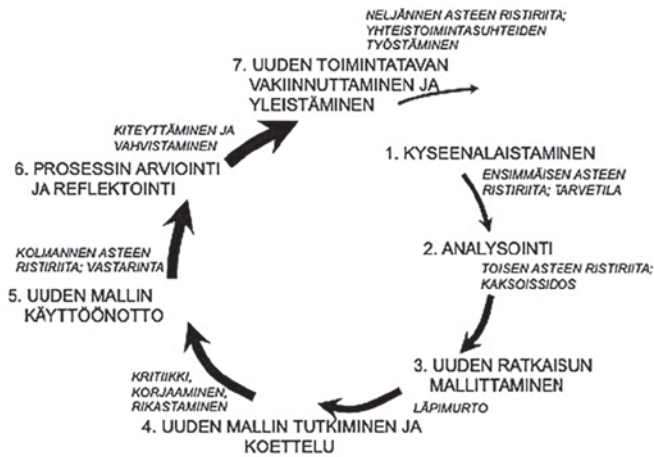 NELJÄNNEN ASTEEN RISTIRIITA;
YHTEISTOIMINTASUHTEIDEN
TYÖSTÄMINEN
7. UUDEN TOIMINTATAVAN
VAKIINNUTTAMINEN JA
YLEISTÄMINEN
1. KYSEENALAISTAMINEN
ENSIMMÄISEN ASTEEN
RISTIRIITA; TARVETILA
2. ANALYSOINTI
TOISEN ASTEEN RISTIRIITA;
KAKSOISSIDOS
3. UUDEN RATKAISUN
MALLITTAMINEN
LÄPIMURTO
4. UUDEN MALLIN TUTKIMINEN JA
KOETTELU
KRITIIKKI,
KORJAAMINEN,
RIKASTAMINEN
5. UUDEN MALLIN
KÄYTTÖÖNOTTO
KOLMANNEN ASTEEN
RISTIRIITA; VASTARINTA
6. PROSESSIN ARVIOINTI
JA REFLEKTOINTI
KITEYTTÄMINEN JA
VAHVISTAMINEN